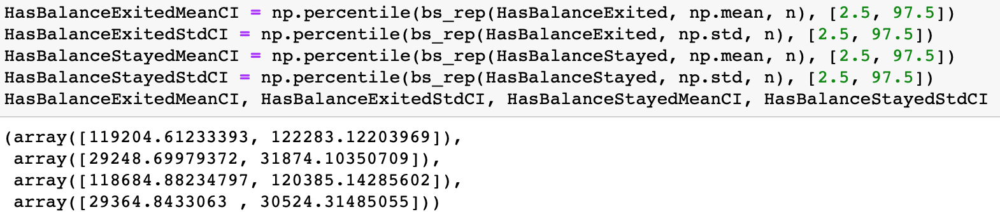 HasBalanceExitedMeanCI = np.percentile(bs_rep(HasBalanceExited, np.mean, n), [2.5, 97.5])
HasBalanceExitedStdCI = np.percentile(bs_rep(HasBalanceExited, np.std, n), [2.5, 97.5])
HasBalanceStayedMeanCI = np.percentile(bs_rep(HasBalanceStayed, np.mean, n), [2.5, 97.5])
HasBalanceStayedStdCI = np.percentile(bs_rep(HasBalanceStayed, np.std, n), [2.5, 97.5])
HasBalanceExitedMeanCI, HasBalanceExitedStdCI, HasBalanceStayedMeanCI, HasBalanceStayedStdCI
(array([119204.61233393, 122283.12203969]),
 array([29248.69979372, 31874.10350709]),
 array([118684.88234797, 120385.14285602]),
 array([29364.8433063 , 30524.31485055]))